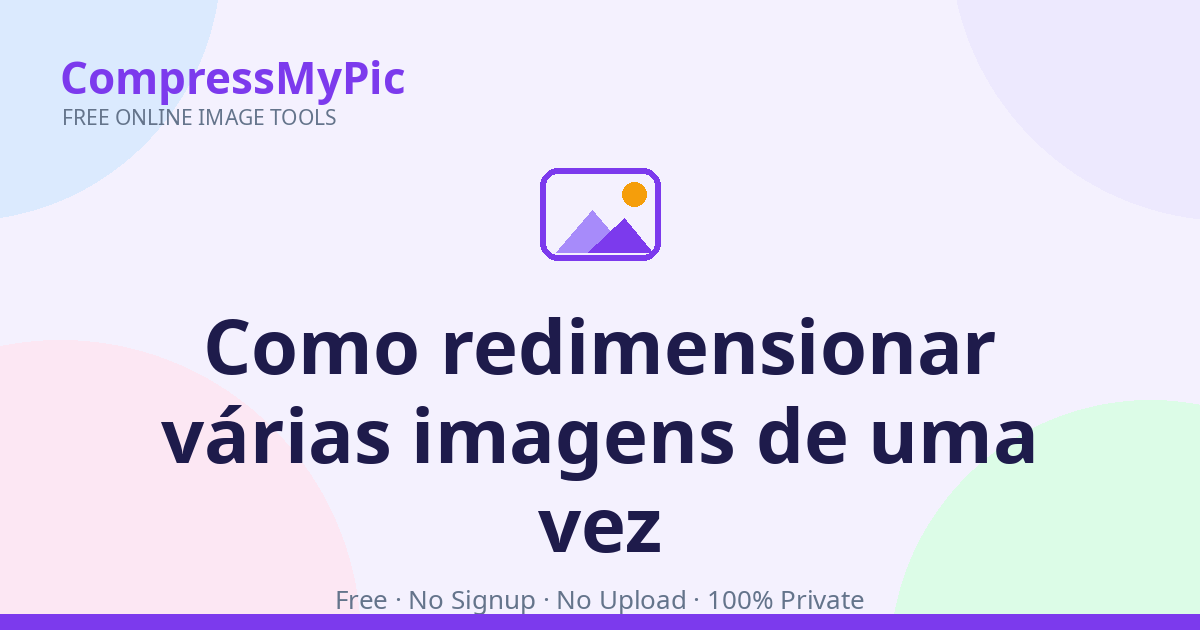 CompressMyPic
FREE ONLINE IMAGE TOOLS
Como redimensionar
várias imagens de uma
vez
Free · No Signup · No Upload · 100% Private